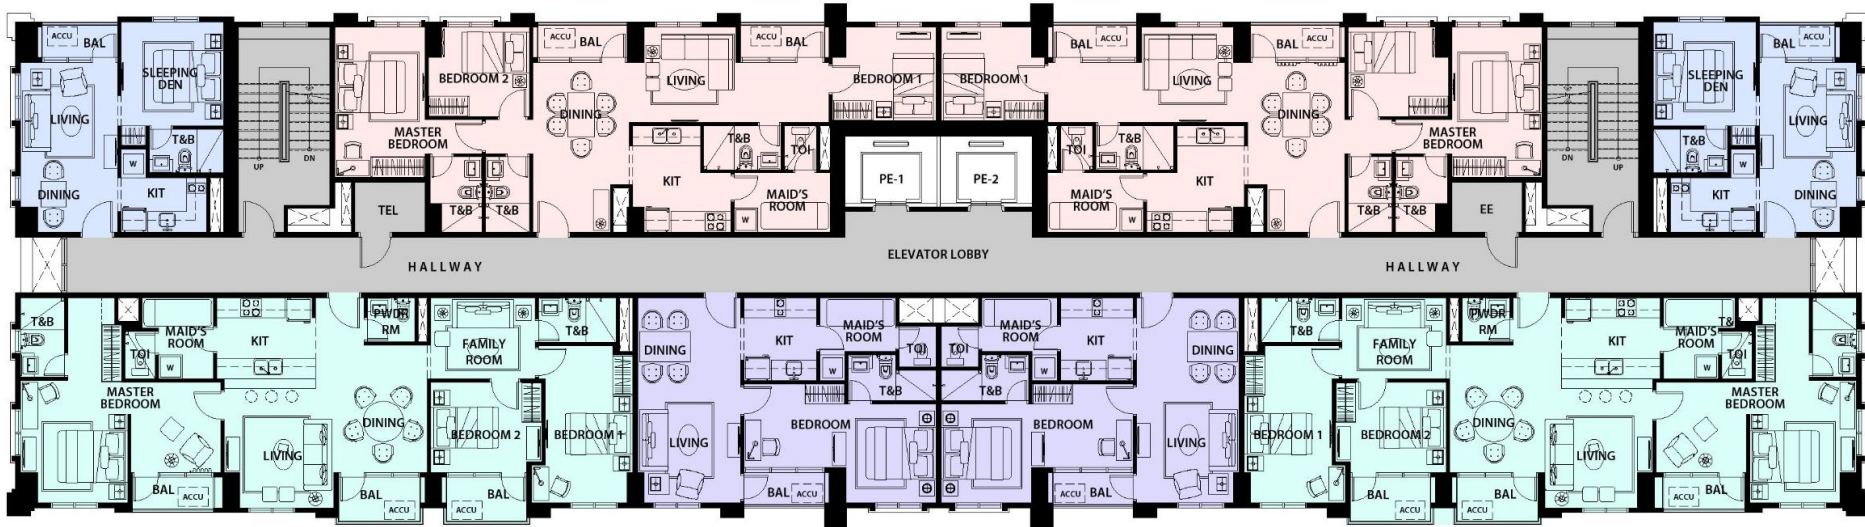 ACCU
BAL
SLEEPING
DEN
LIVING
T&B
W
DINING
KIT
UP
DN
MASTER
BEDROOM
BEDROOM 2
TEL
T&B
T&B
ACCU
BAL
LIVING
ACCU
BAL
DINING
T&B
TOI
KIT
MAID'S
ROOM
W
BEDROOM 1
PE-1
PE-2
BEDROOM 1
BAL
ACCU
LIVING
BAL
ACCU
DINING
TOI
T&B
KIT
MAID'S
ROOM
W
MASTER
BEDROOM
T&B
T&B
EE
DN
UP
SLEEPING
DEN
BAL
ACCU
LIVING
T&B
W
KIT
DINING
HALLWAY
ELEVATOR LOBBY
HALLWAY
T&B
MAID'S
ROOM
TOI
W
KIT
PWDR
RM
FAMILY
ROOM
T&B
MASTER
BEDROOM
LIVING
DINING
BEDROOM 2
BEDROOM 1
BAL
ACCU
BAL
ACCU
BAL
ACCU
DINING
KIT
MAID'S
ROOM
W
TOI
T&B
LIVING
BEDROOM
BAL
ACCU
TOI
MAID'S
ROOM
T&B
W
KIT
DINING
BEDROOM
LIVING
ACCU
BAL
T&B
FAMILY
ROOM
PWDR
RM
KIT
MAID'S
ROOM
T&
TOI
W
BEDROOM 1
BEDROOM 2
DINING
LIVING
MASTER
BEDROOM
BAL
ACCU
BAL
ACCU
ACCU
BAL